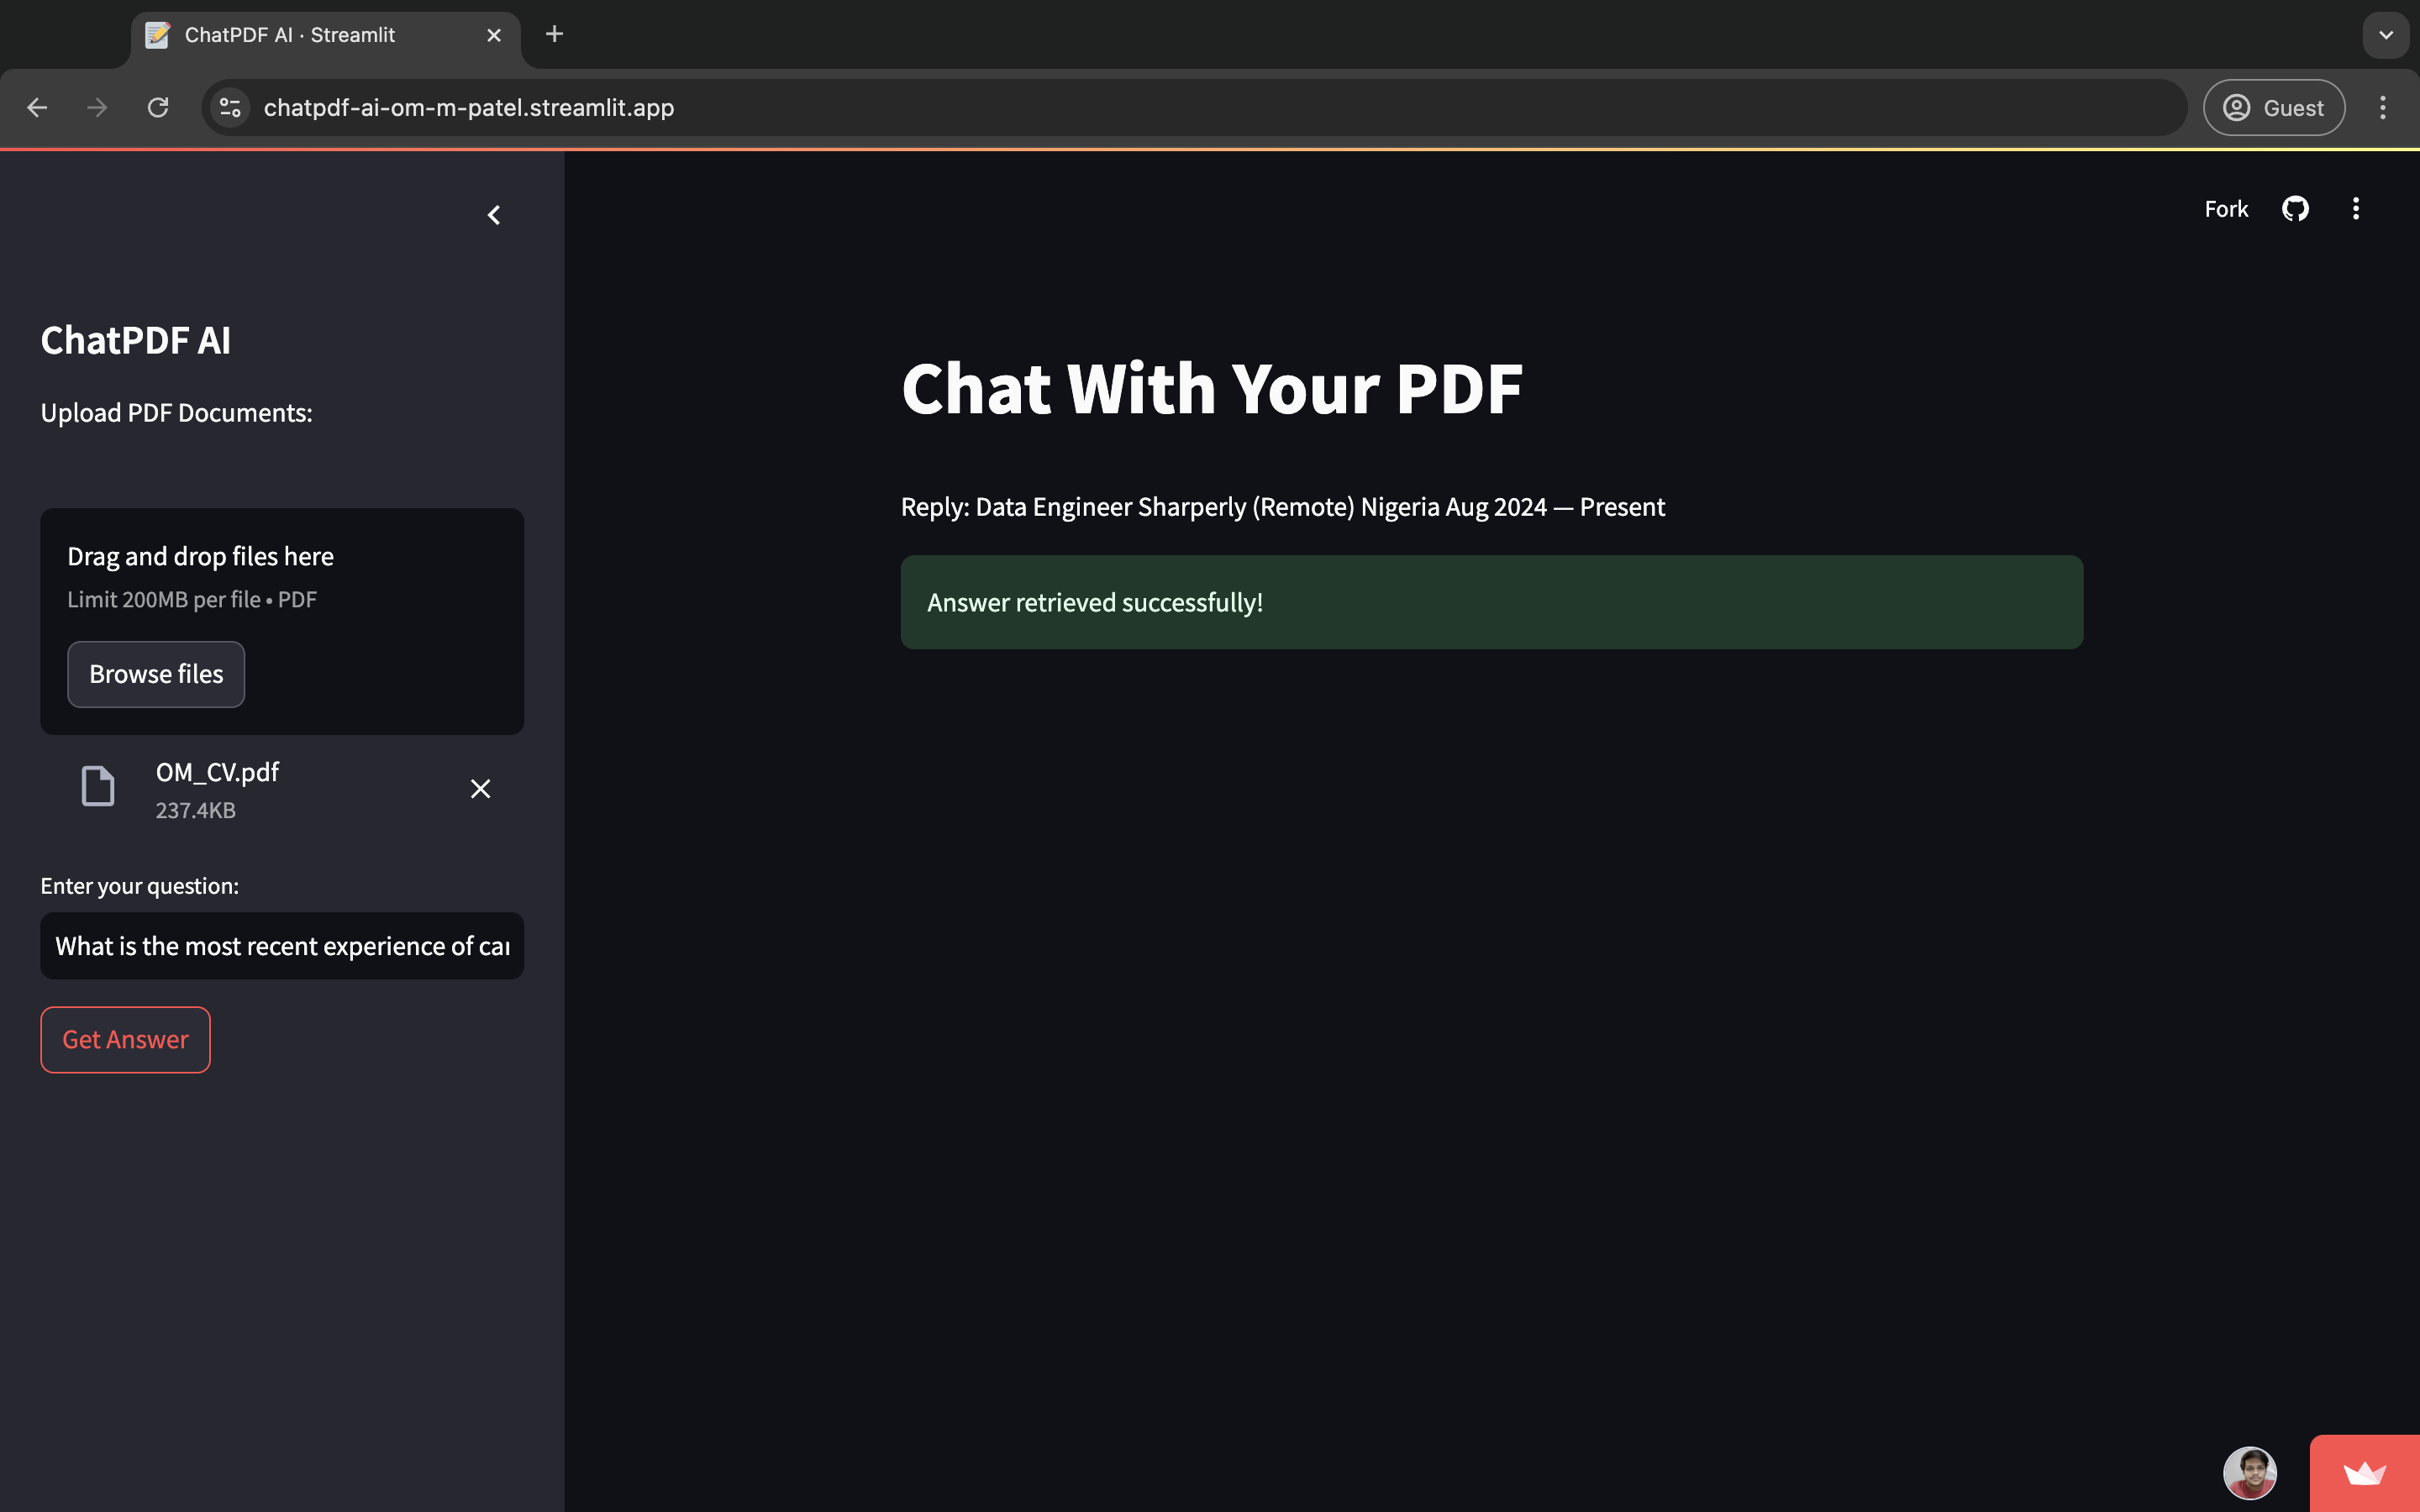 ChatPDF AI · Streamlit
chatpdf-ai-om-m-patel.streamlit.app
Guest
Fork
ChatPDF AI
Upload PDF Documents:
Drag and drop files here
Limit 200MB per file • PDF
Browse files
OM_CV.pdf
237.4KB
Enter your question:
What is the most recent experience of
Get Answer
Chat With Your PDF
Reply: Data Engineer Sharperly (Remote) Nigeria Aug 2024 — Present
Answer retrieved successfully!